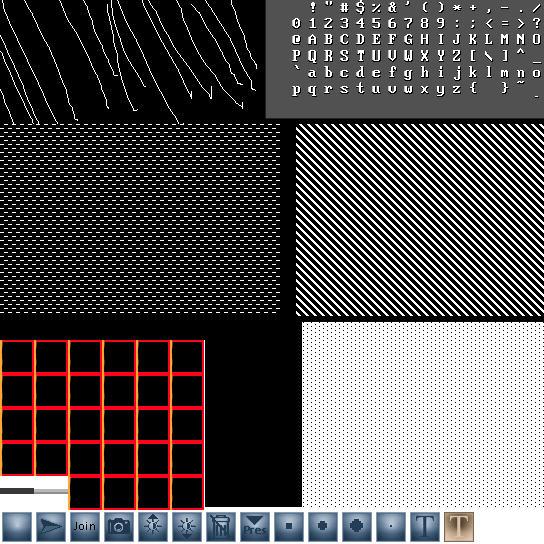 ! " # $ % & ' ( ) * + , - . /
0 1 2 3 4 5 6 7 8 9 : ; < = > ?
@ A B C D E F G H I J K L M N O
P Q R S T U V W X Y Z [ \ ] ^ _
` a b c d e f g h i j k l m n o
p q r s t u v w x y z { } ~
Join
Pres
T
T